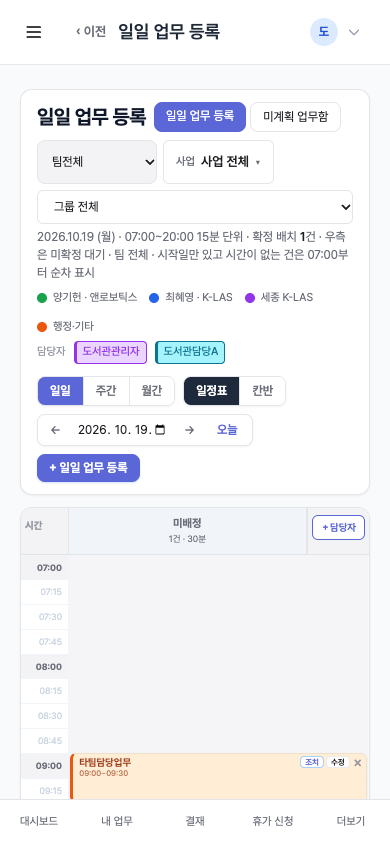 ‹ 이전 일일 업무 등록 도
일일 업무 등록 일일 업무 등록 미계획 업무함
팀전체 사업 사업 전체 ▾
그룹 전체
2026.10.19 (월) · 07:00~20:00 15분 단위 · 확정 배치 1건 · 우측
은 미확정 대기 · 팀 전체 · 시작일만 있고 시간이 없는 건은 07:00부
터 순차 표시
양기헌 · 앤로보틱스 최혜영 · K-LAS 세종 K-LAS
행정·기타
담당자 도서관관리자 도서관담당A
일일 주간 월간 일정표 칸반
← 2026. 10. 19. → 오늘
+ 일일 업무 등록
시간 미배정 +담당자
1건 · 30분
07:00
07:15
07:30
07:45
08:00
08:15
08:30
08:45
09:00 타팀담당업무 조치 수정 ×
09:00~09:30
09:15
대시보드 내 업무 결재 휴가 신청 더보기